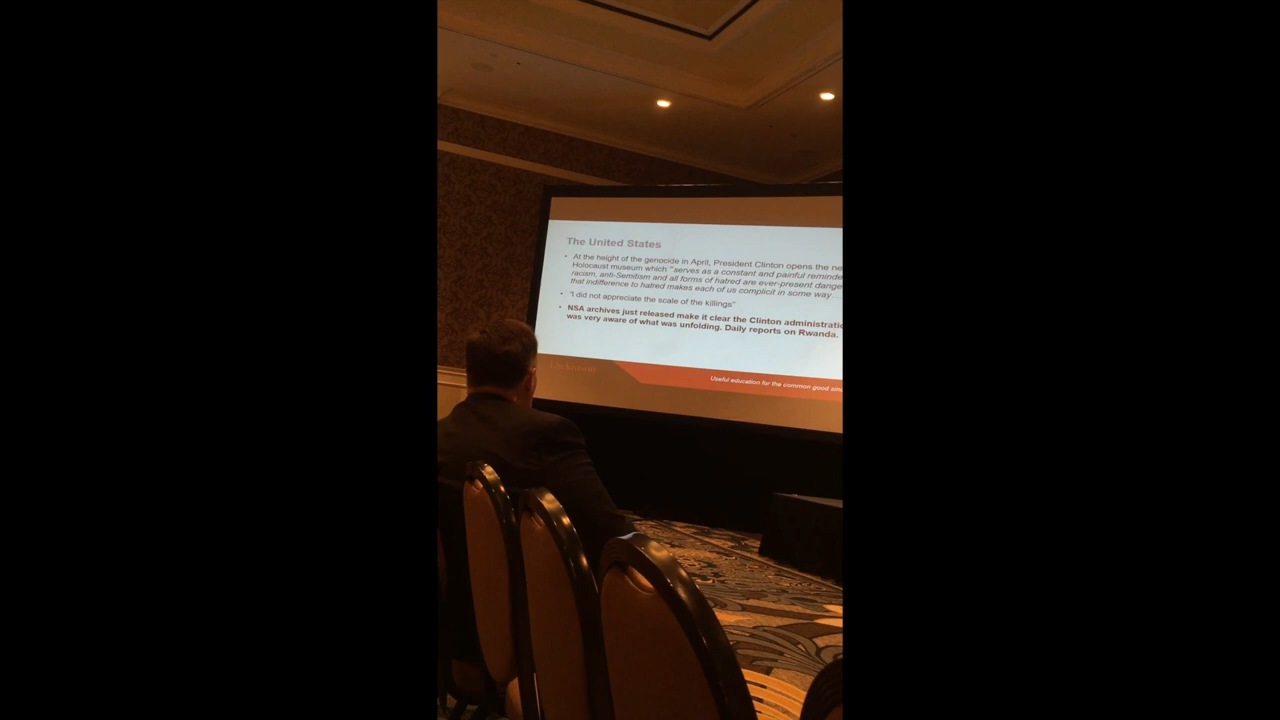 The United States
• At the height of the genocide in April, President Clinton opens the ne
Holocaust museum which "serves as a constant and painful reminde
racism, anti-Semitism and all forms of hatred are ever-present dange
that indifference to hatred makes each of us complicit in some way…
• "I did not appreciate the scale of the killings"
• NSA archives just released make it clear the Clinton administratio
was very aware of what was unfolding. Daily reports on Rwanda.
Dickinson
Useful education for the common good